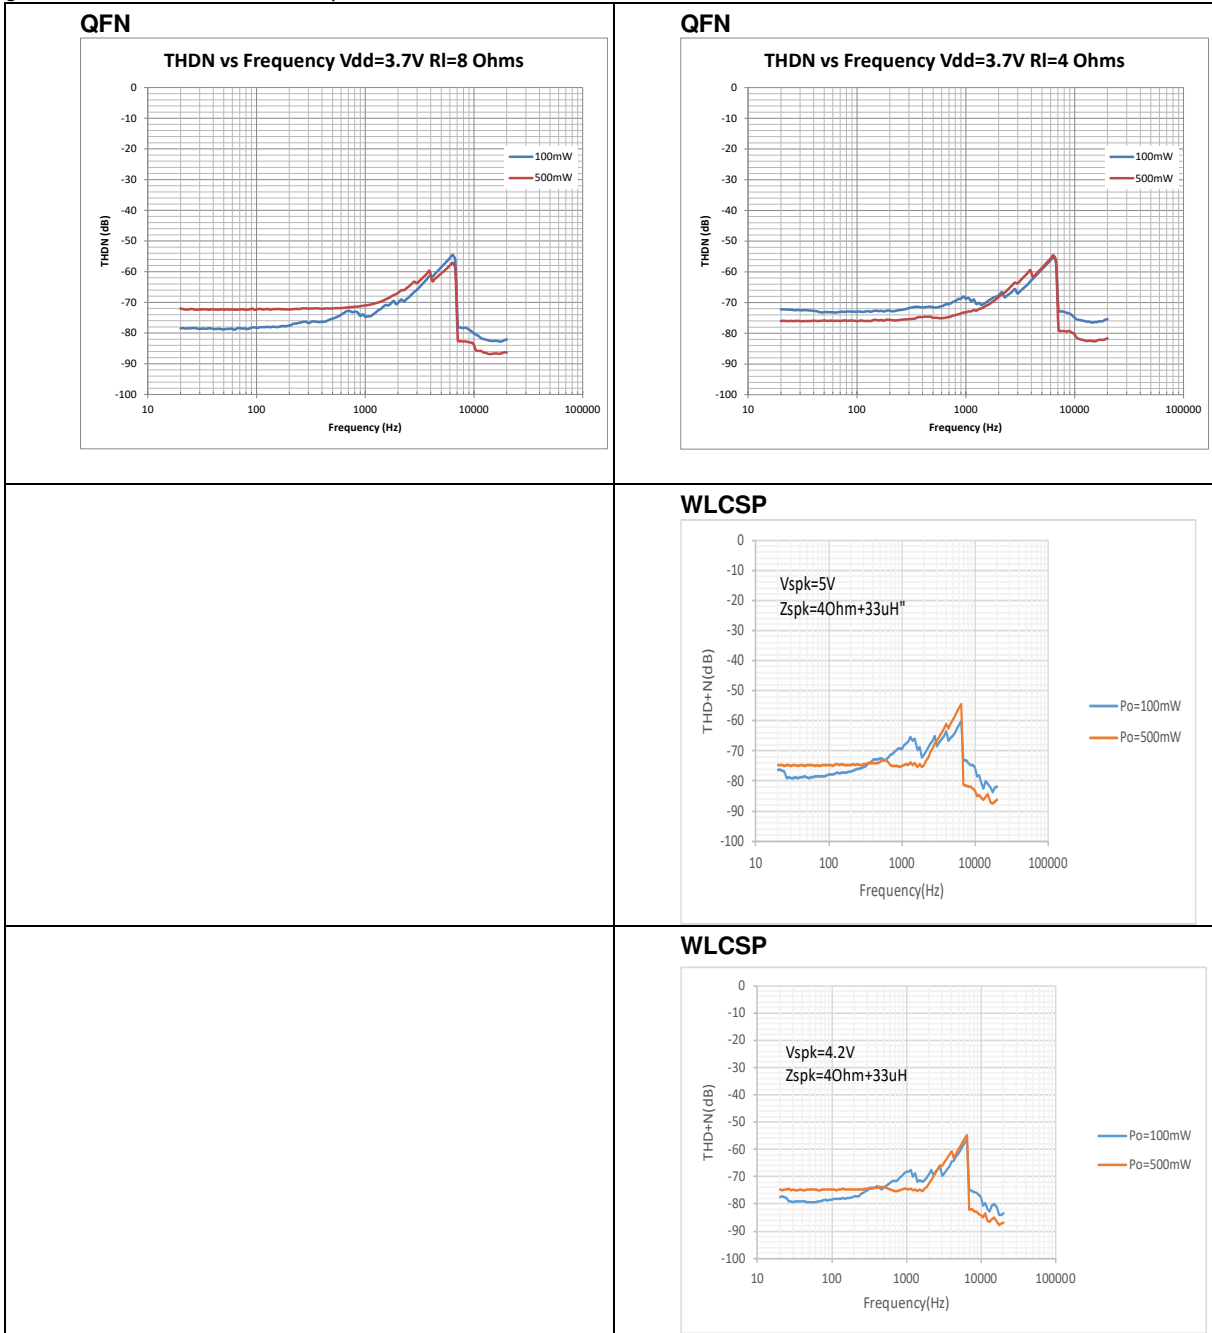 QFN
THDN vs Frequency Vdd=3.7V Rl=8 Ohms
0
-10
-20
-30
-40
-50
-60
-70
-80
-90
-100
THDN (dB)
100mW
500mW
10 100 1000 10000 100000
Frequency (Hz)
QFN
THDN vs Frequency Vdd=3.7V Rl=4 Ohms
0
-10
-20
-30
-40
-50
-60
-70
-80
-90
-100
THDN (dB)
100mW
500mW
10 100 1000 10000 100000
Frequency (Hz)
WLCSP
0
-10
-20
-30
-40
-50
-60
-70
-80
-90
-100
THD+N(dB)
Vspk=5V
Zspk=4Ohm+33uH"
Po=100mW
Po=500mW
10 100 1000 10000 100000
Frequency(Hz)
WLCSP
0
-10
-20
-30
-40
-50
-60
-70
-80
-90
-100
THD+N(dB)
Vspk=4.2V
Zspk=4Ohm+33uH
Po=100mW
Po=500mW
10 100 1000 10000 100000
Frequency(Hz)